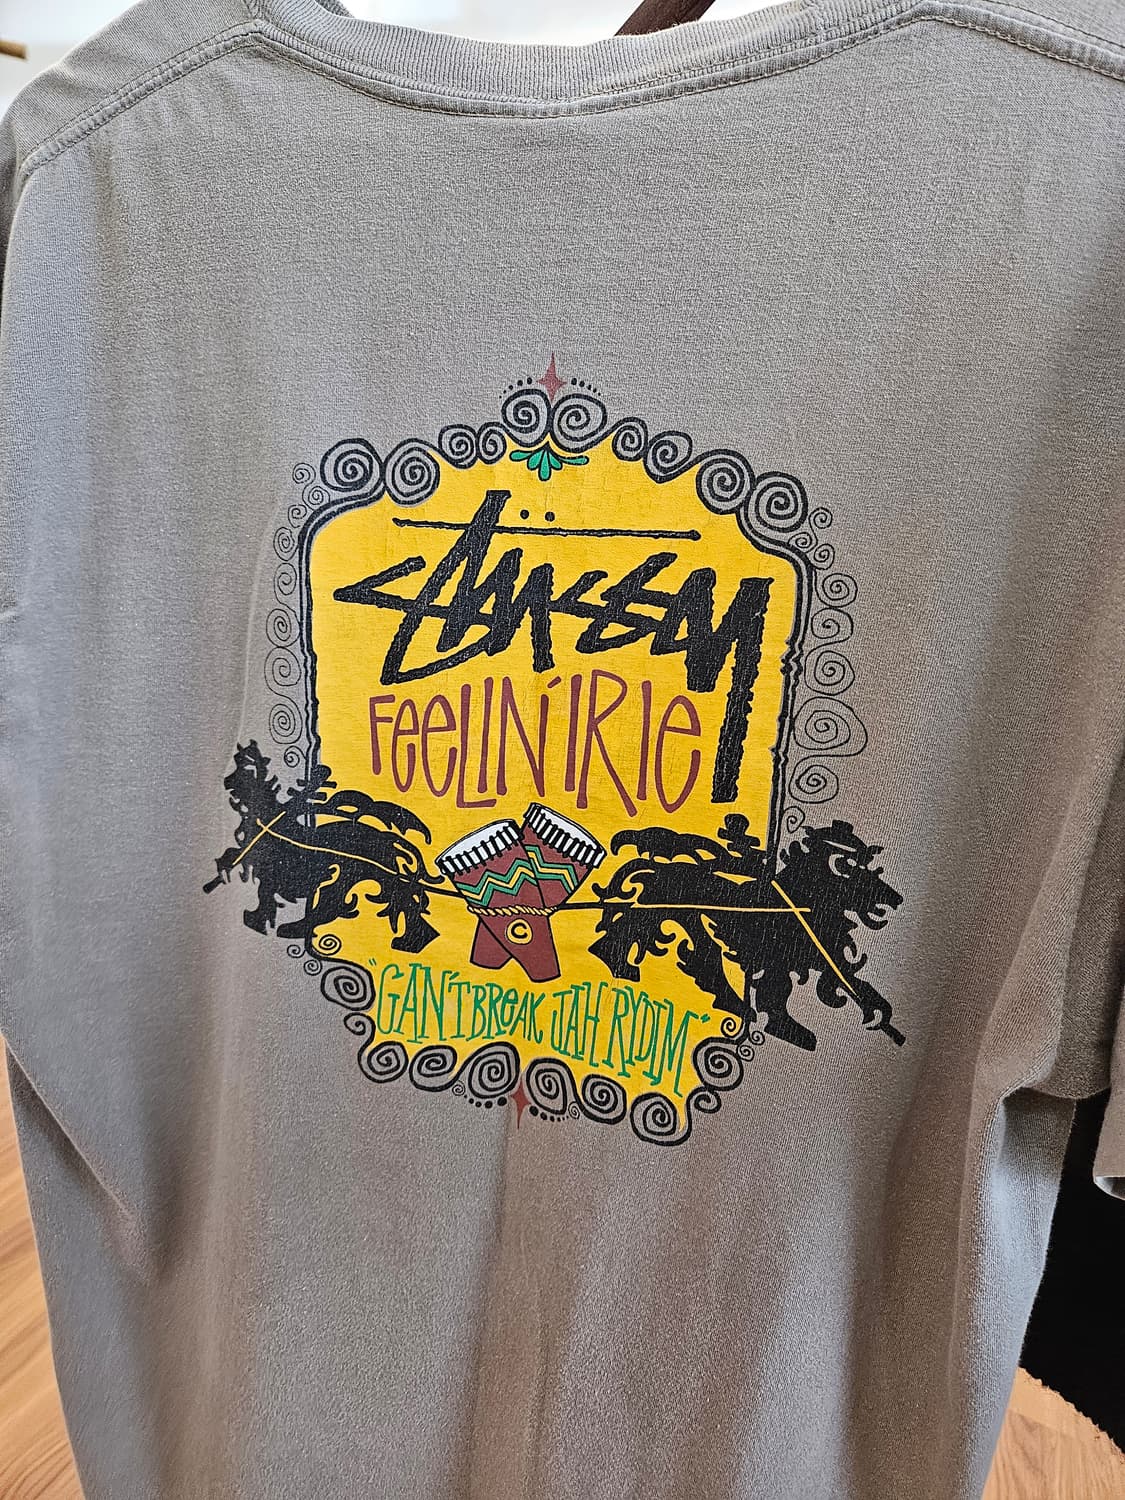 STÜSSY
FeeLIN' IRIe
C
"CAN'T BReAK JAH RYDIM"